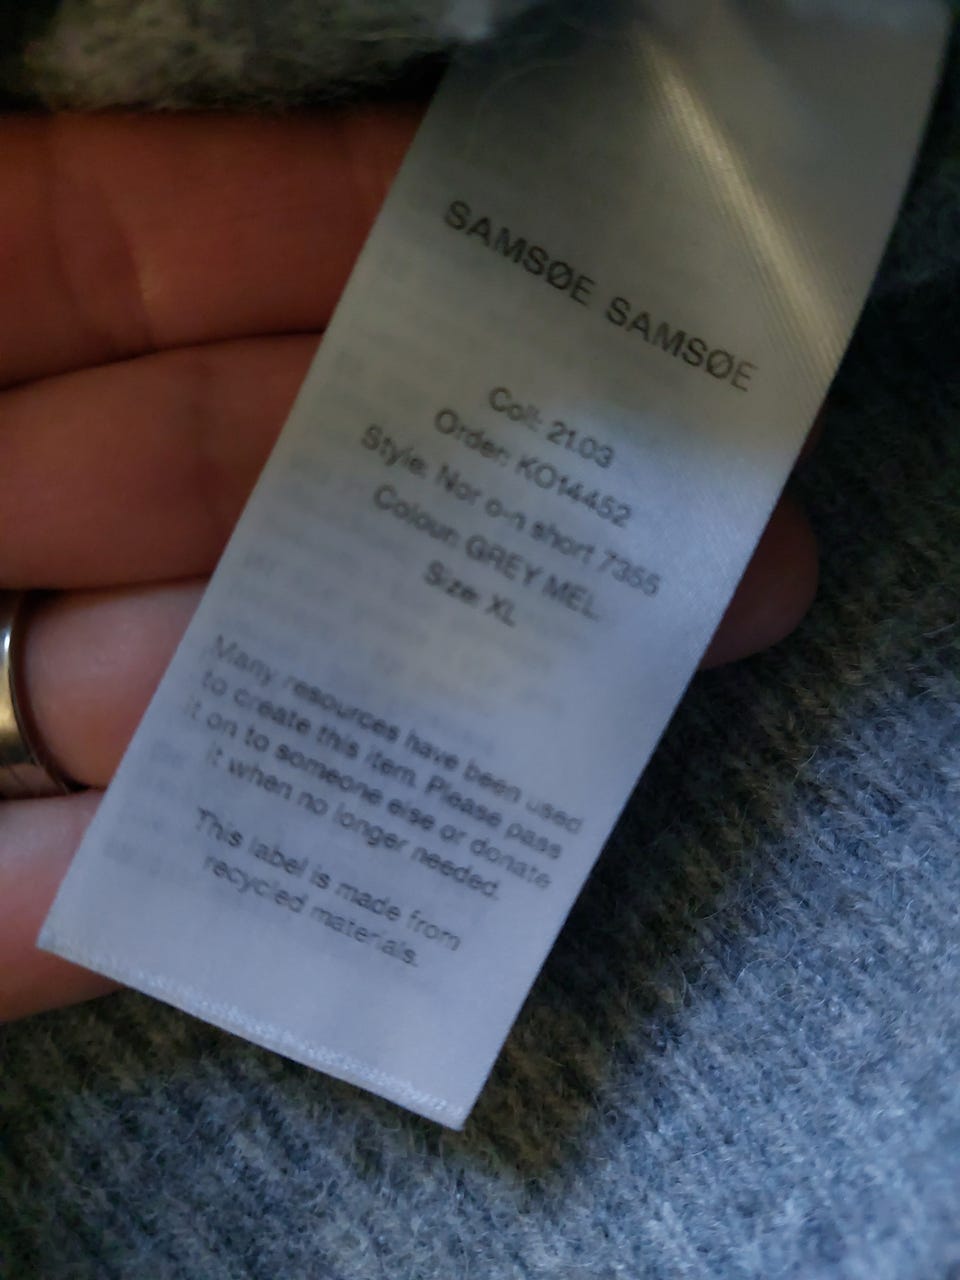 SAMSØE SAMSØE
Coll: 21.03
Order: KO14452
Style: Nor o-n short 7355
Colour: GREY MEL.
Size: XL
Many resources have been used
to create this item. Please pass
it on to someone else or donate
it when no longer needed.
This label is made from
recycled materials.